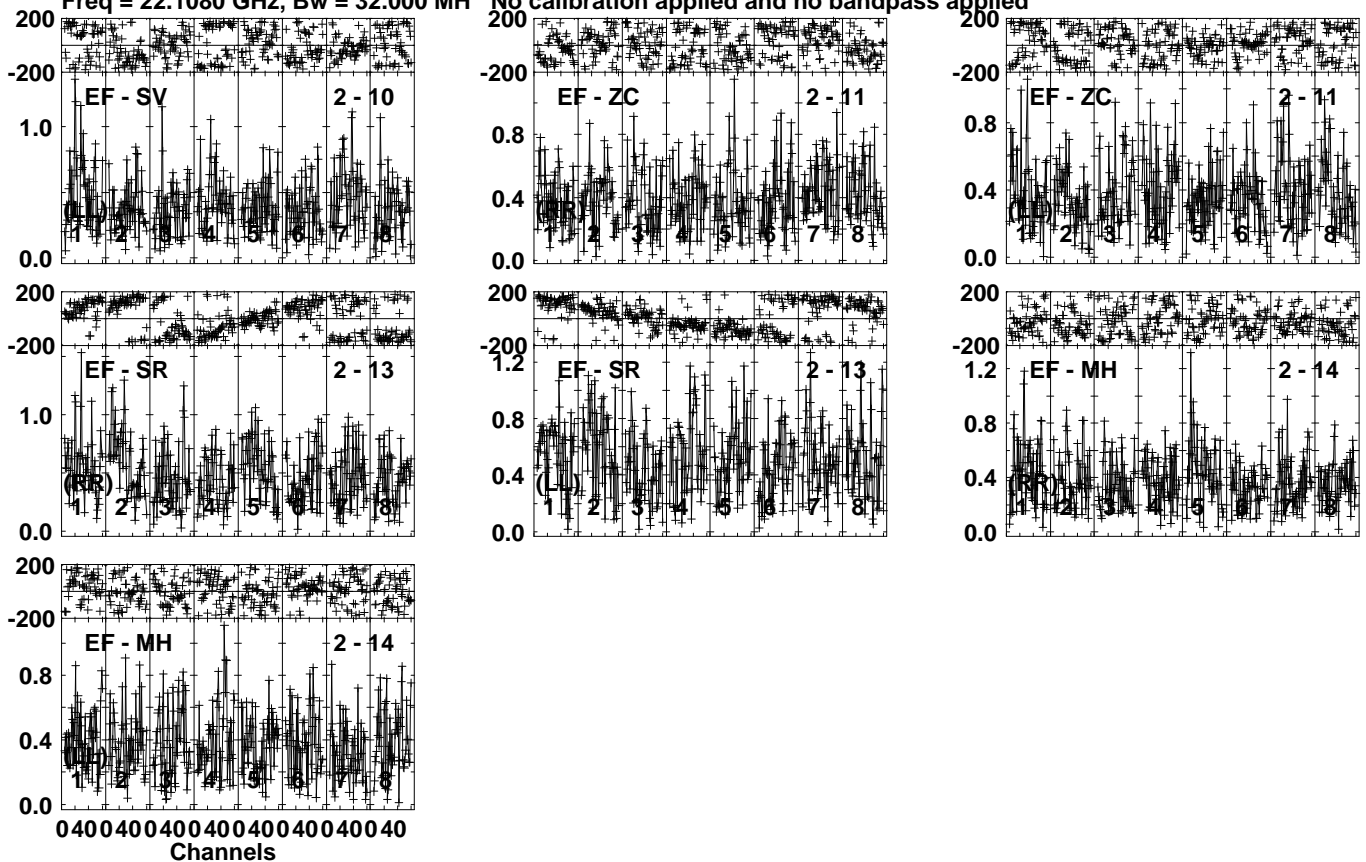 Freq = 22.1080 GHz, Bw = 32.000 MH No calibration applied and no bandpass applied
200
-200
EF - SV 2 - 10
1.0
(LL)
1 2 3 4 5 6 7 8
0.0
200
-200
EF - ZC 2 - 11
0.8
0.4
(RR)
1 2 3 4 5 6 7 8
0.0
200
-200
EF - ZC 2 - 11
0.8
0.4
(LL)
1 2 3 4 5 6 7 8
0.0
200
-200
EF - SR 2 - 13
1.0
(RR)
1 2 3 4 5 6 7 8
0.0
200
-200
1.2
EF - SR 2 - 13
0.8
0.4
(LL)
1 2 3 4 5 6 7 8
0.0
200
-200
1.2
EF - MH 2 - 14
0.8
0.4
(RR)
1 2 3 4 5 6 7 8
0.0
200
-200
EF - MH 2 - 14
0.8
0.4
(LL)
1 2 3 4 5 6 7 8
0.0
0 40 0 40 0 40 0 40 0 40 0 40 0 40 0 40
Channels